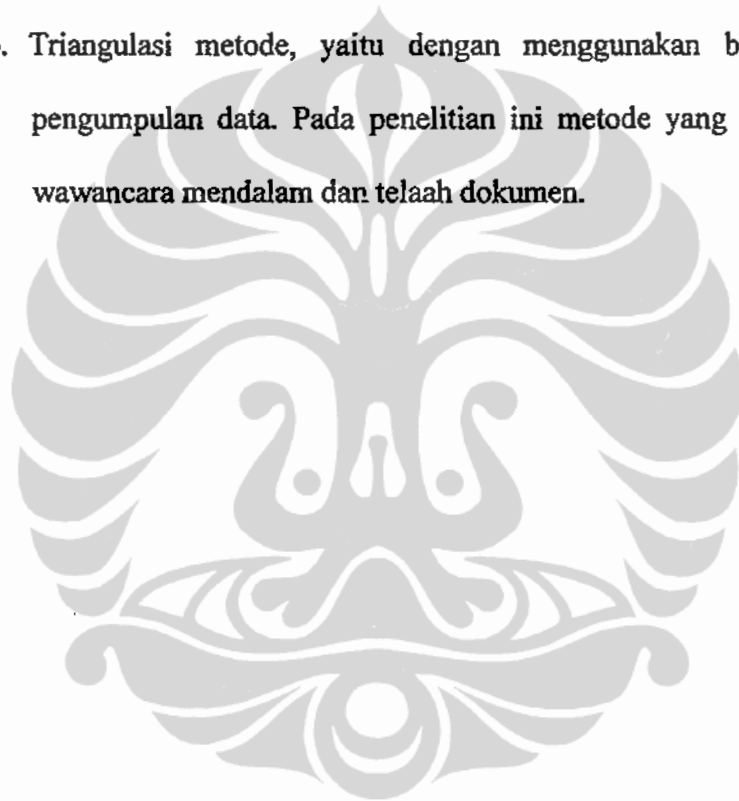 . Triangulasi metode, yaitu dengan menggunakan
pengumpulan data. Pada penelitian ini metode yang
wawancara mendalam dan telaah dokumen.